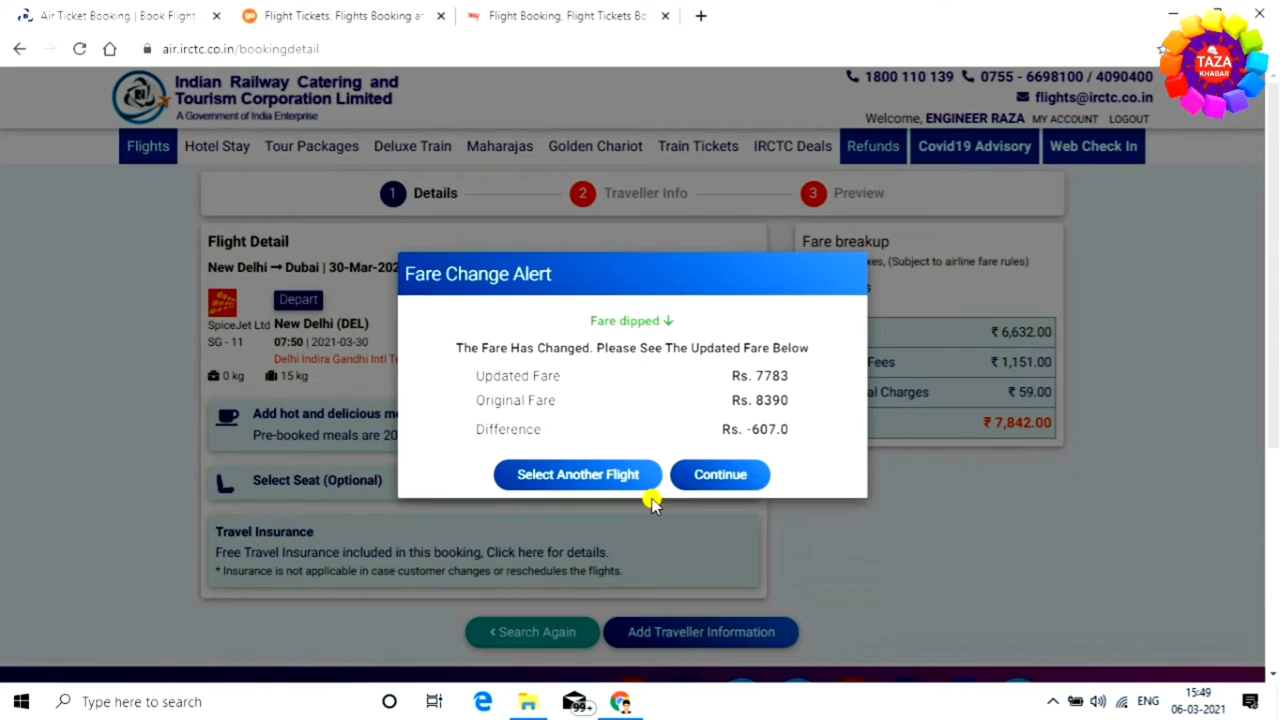 Air Ticket Booking | Book Flight
Flight Tickets, Flights Booking a
Flight Booking, Flight Tickets Bo
air.irctc.co.in/bookingdetail
TAZA
KHABAR
Indian Railway Catering and
Tourism Corporation Limited
A Government of India Enterprise
1800 110 139 0755 - 6698100 / 4090400
flights@irctc.co.in
Welcome, ENGINEER RAZA MY ACCOUNT LOGOUT
Flights Hotel Stay Tour Packages Deluxe Train Maharajas Golden Chariot Train Tickets IRCTC Deals Refunds Covid19 Advisory Web Check In
1 Details 2 Traveller Info 3 Preview
Flight Detail
New Delhi → Dubai | 30-Mar-202
Depart
SpiceJet Ltd New Delhi (DEL)
SG - 11 07:50 | 2021-03-30
Delhi Indira Gandhi Intl T
0 kg 15 kg
Add hot and delicious m
Pre-booked meals are 20
Select Seat (Optional)
Travel Insurance
Free Travel Insurance included in this booking, Click here for details.
* Insurance is not applicable in case customer changes or reschedules the flights.
Fare breakup
xes, (Subject to airline fare rules)
s
₹ 6,632.00
Fees ₹ 1,151.00
al Charges ₹ 59.00
₹ 7,842.00
Fare Change Alert
Fare dipped ↓
The Fare Has Changed. Please See The Updated Fare Below
Updated Fare Rs. 7783
Original Fare Rs. 8390
Difference Rs. -607.0
Select Another Flight Continue
< Search Again Add Traveller Information
Type here to search
99+
ENG
15:49
06-03-2021